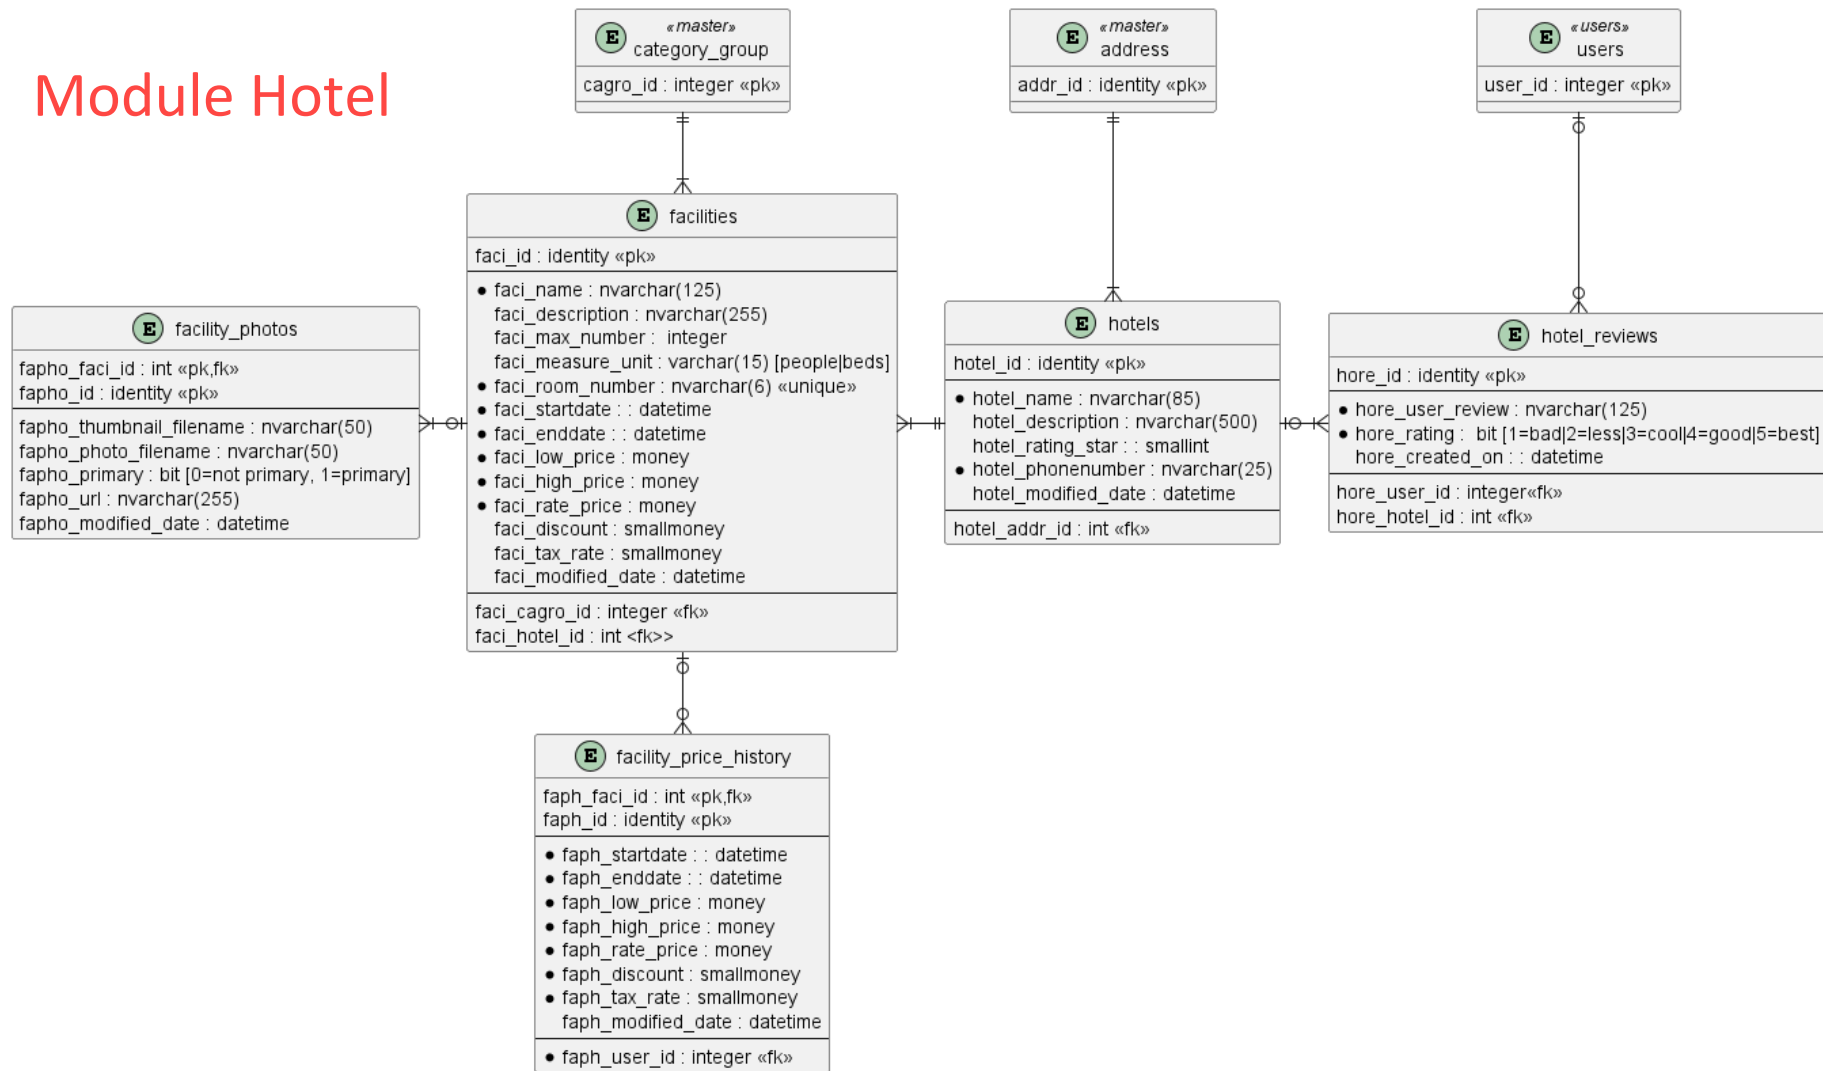 Module Hotel
E
«master»
category_group
cagro_id : integer «pk»
E
«master»
address
addr_id : identity «pk»
E
«users»
users
user_id : integer «pk»
E facilities
faci_id : identity «pk»
faci_name : nvarchar(125)
faci_description : nvarchar(255)
faci_max_number : integer
faci_measure_unit : varchar(15) [people|beds]
faci_room_number : nvarchar(6) «unique»
faci_startdate : : datetime
faci_enddate : : datetime
faci_low_price : money
faci_high_price : money
faci_rate_price : money
faci_discount : smallmoney
faci_tax_rate : smallmoney
faci_modified_date : datetime
faci_cagro_id : integer «fk»
faci_hotel_id : int <fk>>
E facility_photos
fapho_faci_id : int «pk,fk»
fapho_id : identity «pk»
fapho_thumbnail_filename : nvarchar(50)
fapho_photo_filename : nvarchar(50)
fapho_primary : bit [0=not primary, 1=primary]
fapho_url : nvarchar(255)
fapho_modified_date : datetime
E hotels
hotel_id : identity «pk»
hotel_name : nvarchar(85)
hotel_description : nvarchar(500)
hotel_rating_star : : smallint
hotel_phonenumber : nvarchar(25)
hotel_modified_date : datetime
hotel_addr_id : int «fk»
E hotel_reviews
hore_id : identity «pk»
hore_user_review : nvarchar(125)
hore_rating : bit [1=bad|2=less|3=cool|4=good|5=best]
hore_created_on : : datetime
hore_user_id : integer«fk»
hore_hotel_id : int «fk»
E facility_price_history
faph_faci_id : int «pk,fk»
faph_id : identity «pk»
faph_startdate : : datetime
faph_enddate : : datetime
faph_low_price : money
faph_high_price : money
faph_rate_price : money
faph_discount : smallmoney
faph_tax_rate : smallmoney
faph_modified_date : datetime
faph_user_id : integer «fk»